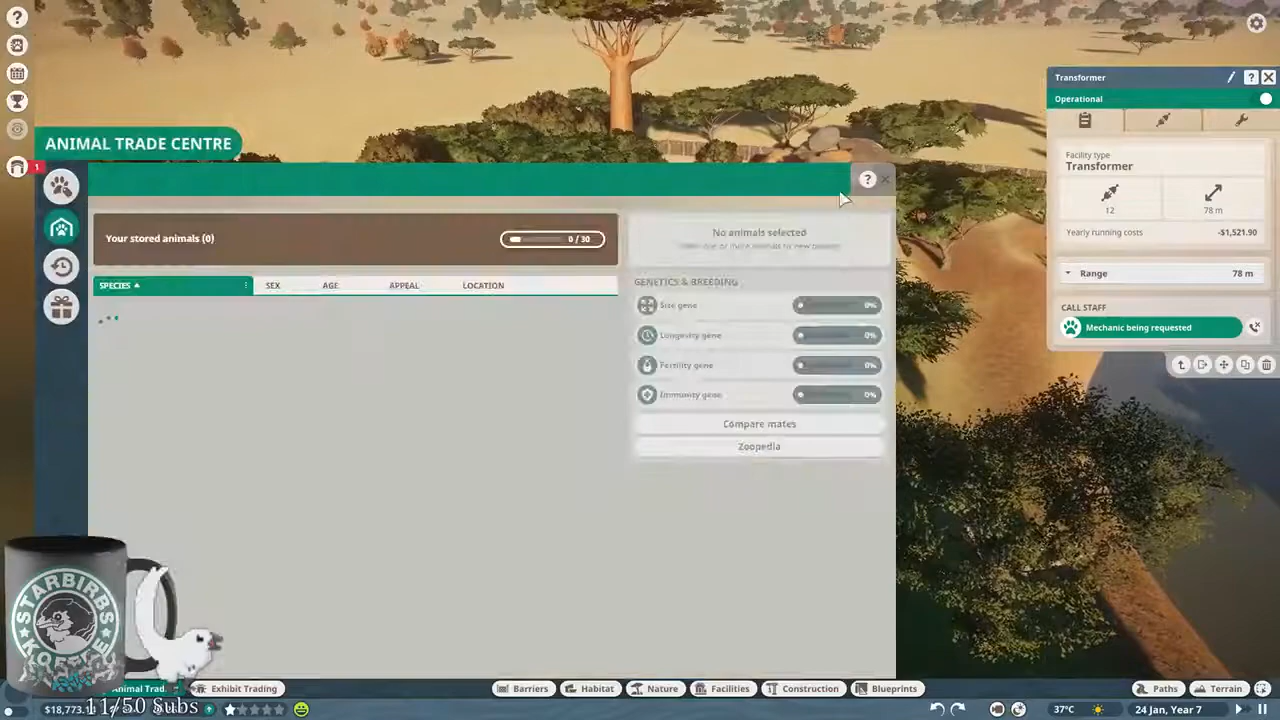 Transformer
Operational
ANIMAL TRADE CENTRE
1
Facility type
Transformer
12
78 m
Yearly running costs
-$1,521.90
Range
78 m
CALL STAFF
Mechanic being requested
Your stored animals (0)
0 / 30
No animals selected
SPECIES
SEX
AGE
APPEAL
LOCATION
GENETICS & BREEDING
Size gene
0%
Longevity gene
0%
Fertility gene
0%
Immunity gene
0%
Compare mates
Zoopedia
STARBIRBS
KOFFIE
Animal Trad
Exhibit Trading
Barriers
Habitat
Nature
Facilities
Construction
Blueprints
Paths
Terrain
11/50 Subs
$18,773.
37°C
24 Jan, Year 7